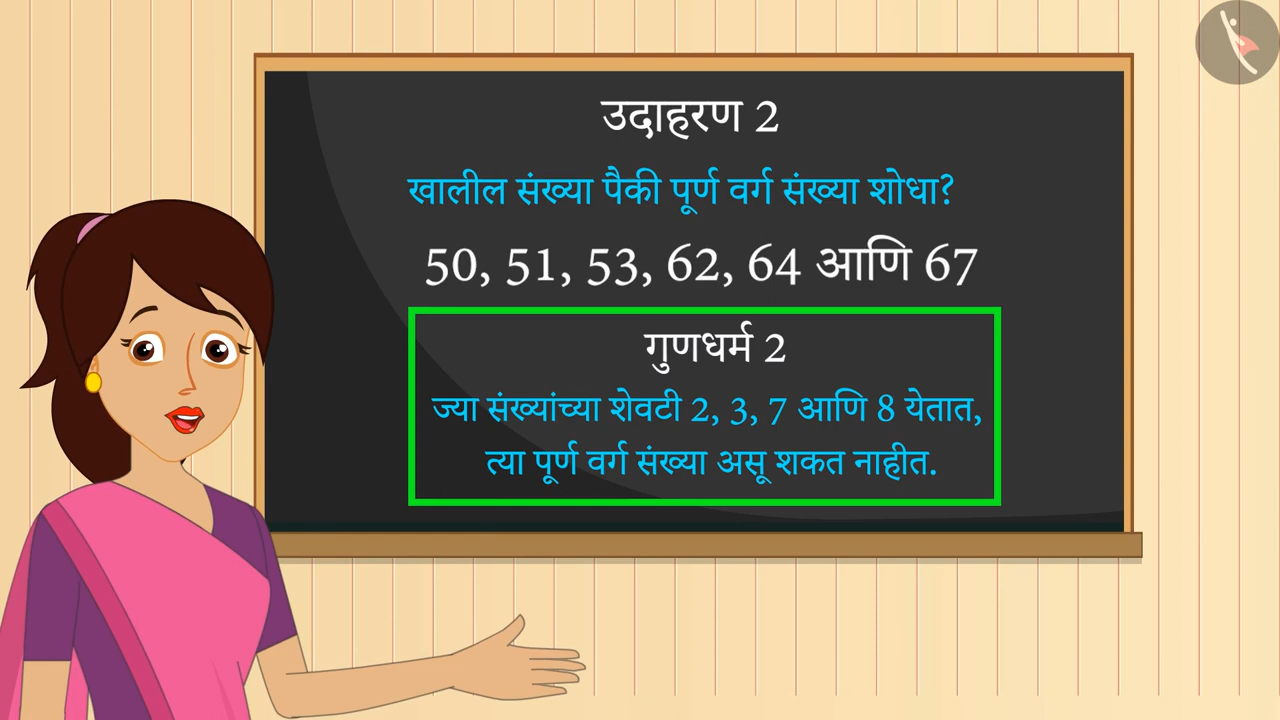 उदाहरण 2
खालील संख्या पैकी पूर्ण वर्ग संख्या शोधा?
50, 51, 53, 62, 64 आणि 67
गुणधर्म 2
ज्या संख्यांच्या शेवटी 2, 3, 7 आणि 8 येतात,
त्या पूर्ण वर्ग संख्या असू शकत नाहीत.